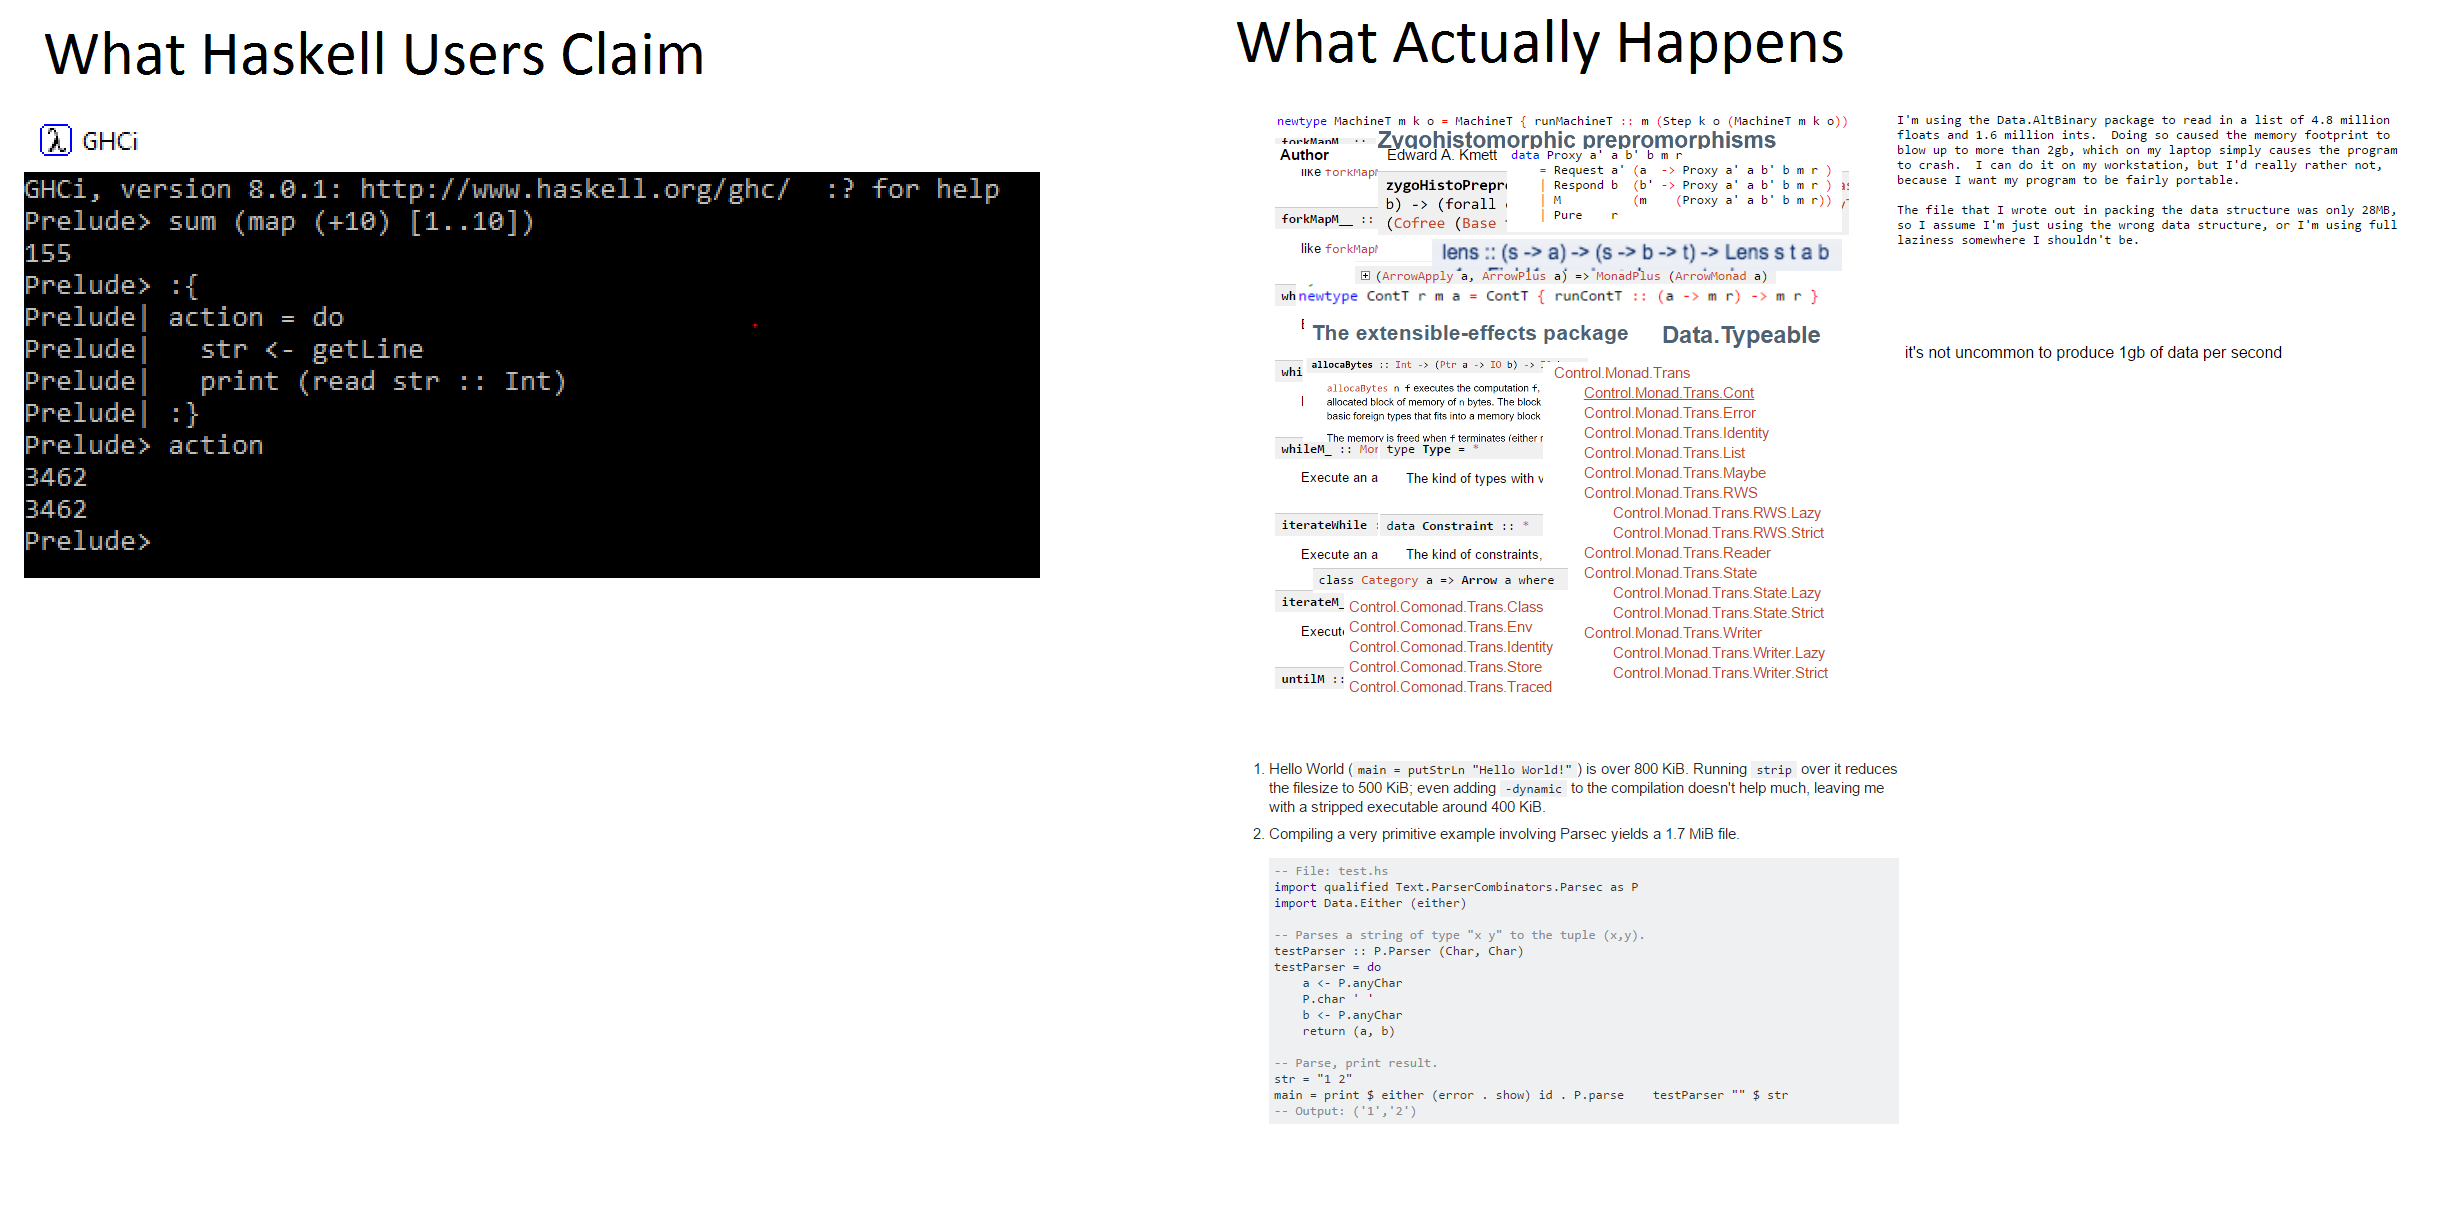 What Haskell Users Claim
GHCi
GHCi, version 8.0.1: http://www.haskell.org/ghc/  :? for help
Prelude> sum (map (+10) [1..10])
155
Prelude> :{
Prelude| action = do
Prelude|   str <- getLine
Prelude|   print (read str :: Int)
Prelude| :}
Prelude> action
3462
3462
Prelude>
What Actually Happens
newtype MachineT m k o = MachineT { runMachineT :: m (Step k o (MachineT m k o))
forkMapM ::
Zygohistomorphic prepromorphisms
Author
Edward A. Kmett
like forkMapM
data Proxy a' a b' b m r
= Request a' (a  -> Proxy a' a b' b m r )
| Respond b  (b' -> Proxy a' a b' b m r )
| M          (m    (Proxy a' a b' b m r))
| Pure    r
zygoHistoPrepr
b) -> (forall
(Cofree (Base
forkMapM__ ::
like forkMapM
lens :: (s -> a) -> (s -> b -> t) -> Lens s t a b
(ArrowApply a, ArrowPlus a) => MonadPlus (ArrowMonad a)
wh
newtype ContT r m a = ContT { runContT :: (a -> m r) -> m r }
The extensible-effects package
Data.Typeable
allocaBytes :: Int -> (Ptr a -> IO b) ->
whi
allocaBytes n f executes the computation f,
allocated block of memory of n bytes. The block
basic foreign types that fits into a memory block
The memory is freed when f terminates (either
whileM_ :: Mon
type Type = *
Execute an a
The kind of types with v
iterateWhile :
data Constraint :: *
Execute an a
The kind of constraints,
class Category a => Arrow a where
iterateM_
Execut
untilM ::
Control.Comonad.Trans.Class
Control.Comonad.Trans.Env
Control.Comonad.Trans.Identity
Control.Comonad.Trans.Store
Control.Comonad.Trans.Traced
Control.Monad.Trans
Control.Monad.Trans.Cont
Control.Monad.Trans.Error
Control.Monad.Trans.Identity
Control.Monad.Trans.List
Control.Monad.Trans.Maybe
Control.Monad.Trans.RWS
Control.Monad.Trans.RWS.Lazy
Control.Monad.Trans.RWS.Strict
Control.Monad.Trans.Reader
Control.Monad.Trans.State
Control.Monad.Trans.State.Lazy
Control.Monad.Trans.State.Strict
Control.Monad.Trans.Writer
Control.Monad.Trans.Writer.Lazy
Control.Monad.Trans.Writer.Strict
I'm using the Data.AltBinary package to read in a list of 4.8 million
floats and 1.6 million ints.  Doing so caused the memory footprint to
blow up to more than 2gb, which on my laptop simply causes the program
to crash.  I can do it on my workstation, but I'd really rather not,
because I want my program to be fairly portable.
The file that I wrote out in packing the data structure was only 28MB,
so I assume I'm just using the wrong data structure, or I'm using full
laziness somewhere I shouldn't be.
it's not uncommon to produce 1gb of data per second
1. Hello World ( main = putStrLn "Hello World!" ) is over 800 KiB. Running strip over it reduces
the filesize to 500 KiB; even adding -dynamic to the compilation doesn't help much, leaving me
with a stripped executable around 400 KiB.
2. Compiling a very primitive example involving Parsec yields a 1.7 MiB file.
-- File: test.hs
import qualified Text.ParserCombinators.Parsec as P
import Data.Either (either)
-- Parses a string of type "x y" to the tuple (x,y).
testParser :: P.Parser (Char, Char)
testParser = do
    a <- P.anyChar
    P.char ' '
    b <- P.anyChar
    return (a, b)
-- Parse, print result.
str = "1 2"
main = print $ either (error . show) id . P.parse    testParser "" $ str
-- Output: ('1','2')